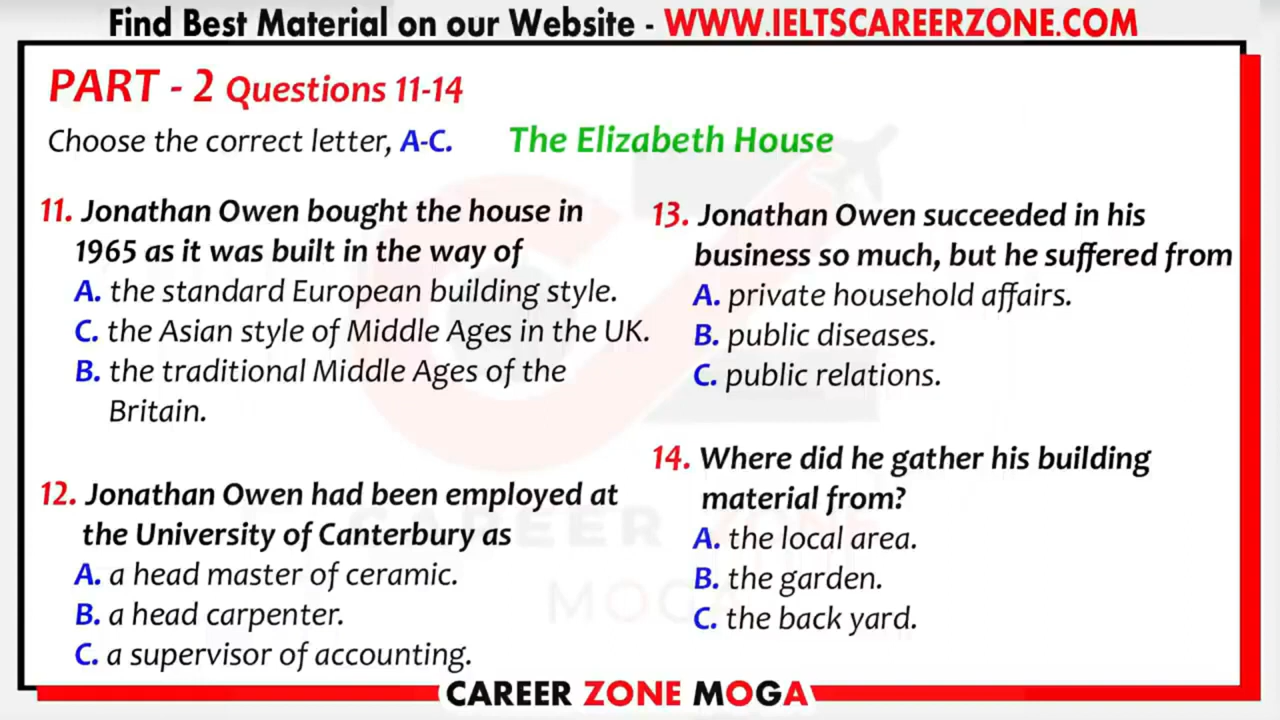 Find Best Material on our Website - WWW.IELTSCAREERZONE.COM
PART - 2 Questions 11-14
Choose the correct letter, A-C.
The Elizabeth House
11. Jonathan Owen bought the house in
1965 as it was built in the way of
A. the standard European building style.
C. the Asian style of Middle Ages in the UK.
B. the traditional Middle Ages of the
Britain.
12. Jonathan Owen had been employed at
the University of Canterbury as
A. a head master of ceramic.
B. a head carpenter.
C. a supervisor of accounting.
13. Jonathan Owen succeeded in his
business so much, but he suffered from
A. private household affairs.
B. public diseases.
C. public relations.
14. Where did he gather his building
material from?
A. the local area.
B. the garden.
C. the back yard.
CAREER ZONE
MOGA
CAREER ZONE MOGA